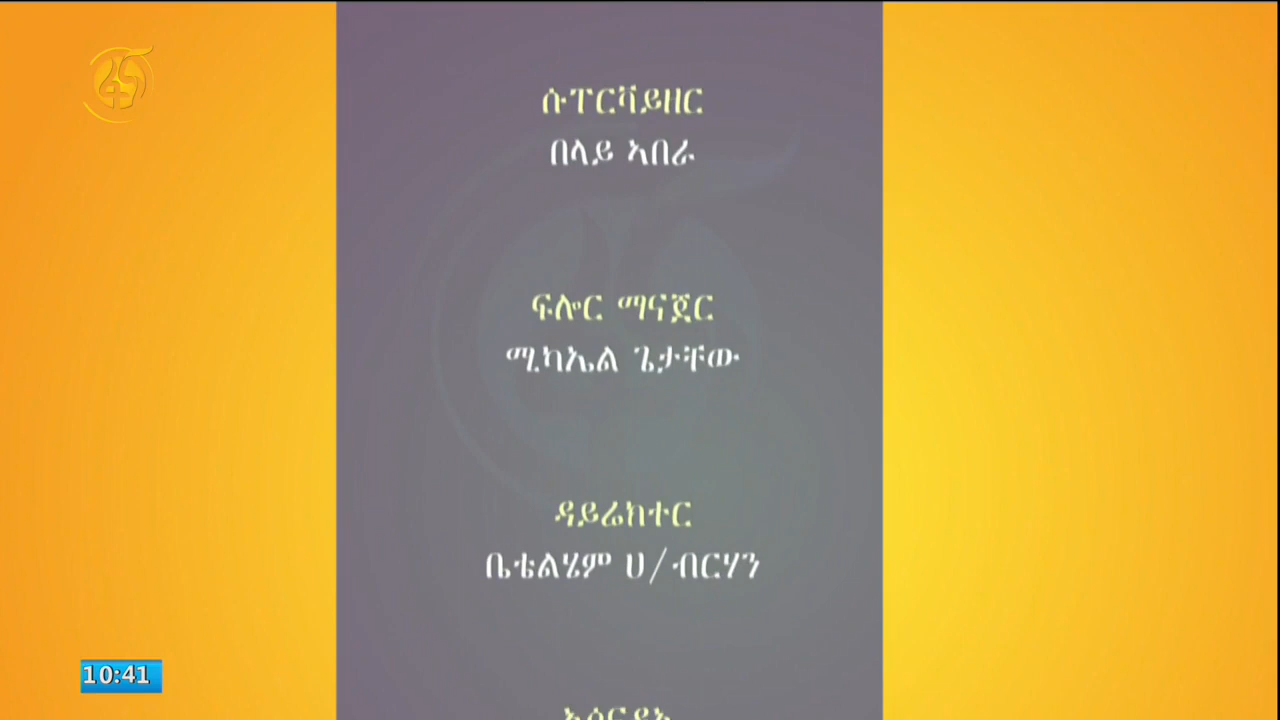 ሱፐርቫይዘር
በላይ አበራ
ፍሎር ማናጀር
ሚካኤል ጌታቸው
ዳይሬክተር
ቤቴልሄም ሀ/ብርሃን
10:41